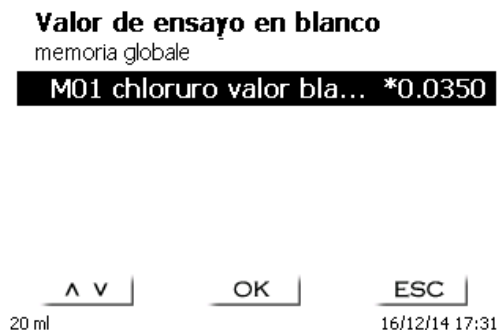 Valor de ensayo en blanco
memoria globale
M01 chloruro valor bla... *0.0350
∧ ∨ OK ESC
20 ml 16/12/14 17:31